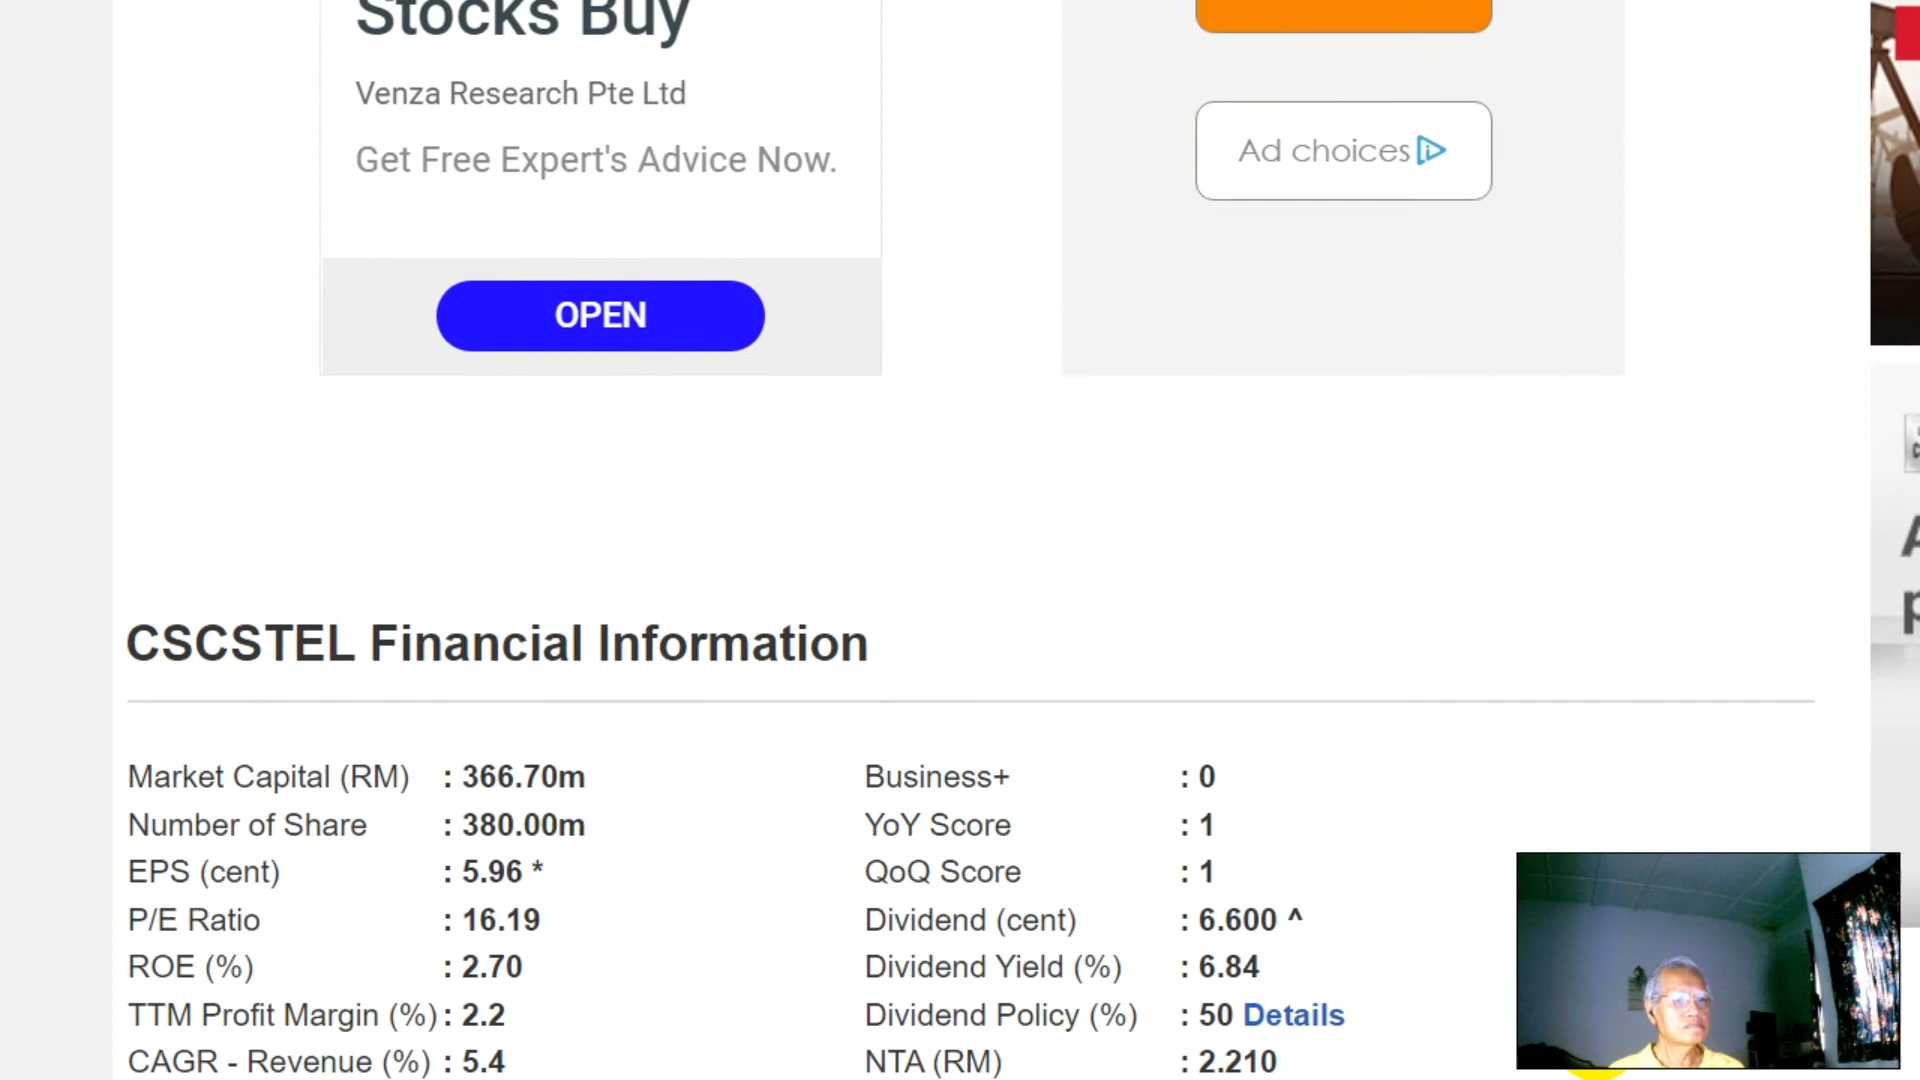 Stocks Buy
Venza Research Pte Ltd
Get Free Expert's Advice Now.
OPEN
Ad choices
CSCSTEL Financial Information
Market Capital (RM) : 366.70m
Number of Share : 380.00m
EPS (cent) : 5.96 *
P/E Ratio : 16.19
ROE (%) : 2.70
TTM Profit Margin (%) : 2.2
CAGR - Revenue (%) : 5.4
Business+ : 0
YoY Score : 1
QoQ Score : 1
Dividend (cent) : 6.600 ^
Dividend Yield (%) : 6.84
Dividend Policy (%) : 50 Details
NTA (RM) : 2.210